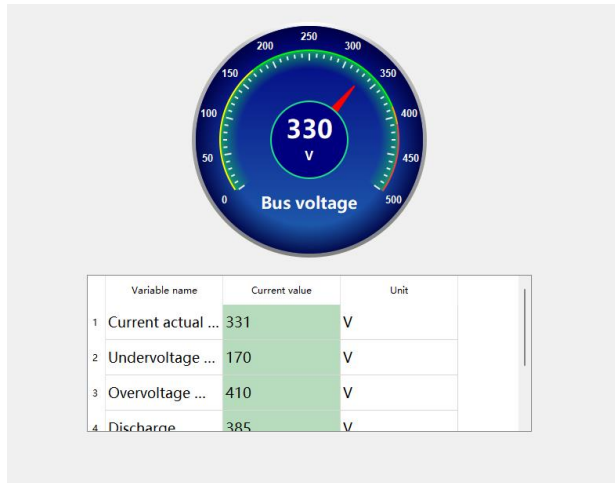 250
200 300
150 350
100 400
330
V
50 450
0 500
Bus voltage
Variable name Current value Unit
1 Current actual ... 331 V
2 Undervoltage ... 170 V
3 Overvoltage ... 410 V
4 Discharge 385 V